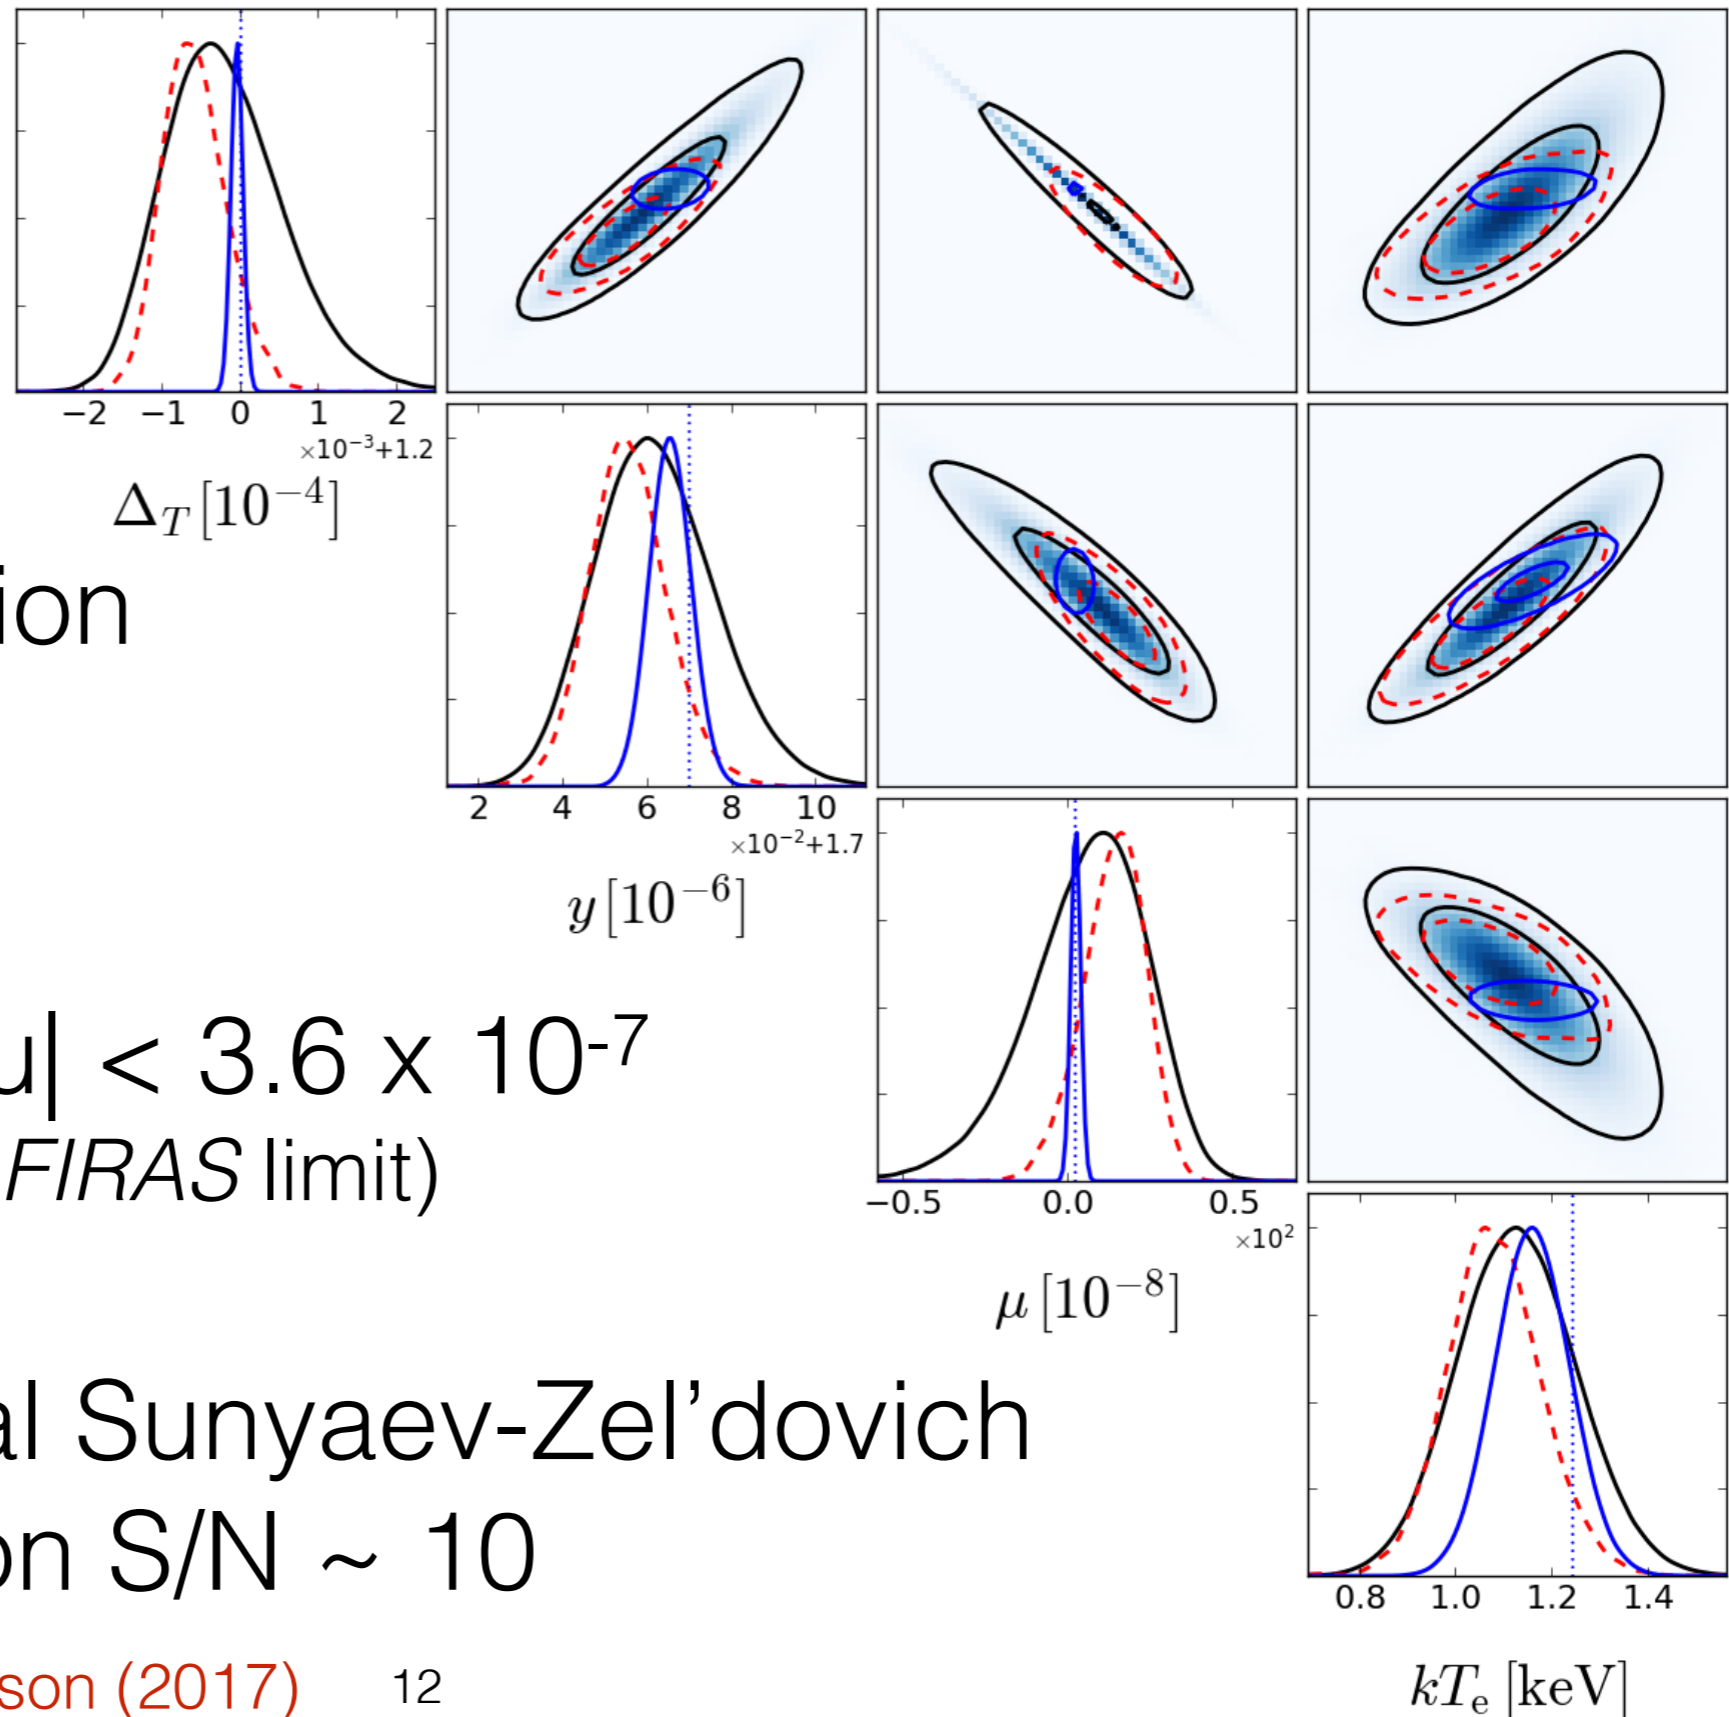 −2 −1 0 1 2
×10⁻³+1.2
Δ_T [10⁻⁴]
ion
2 4 6 8 10
×10⁻²+1.7
y [10⁻⁶]
| < 3.6 x 10⁻⁷
FIRAS limit)
−0.5 0.0 0.5
×10²
μ [10⁻⁸]
al Sunyaev-Zel’dovich
on S/N ~ 10
0.8 1.0 1.2 1.4
kT_e [keV]
son (2017) 12